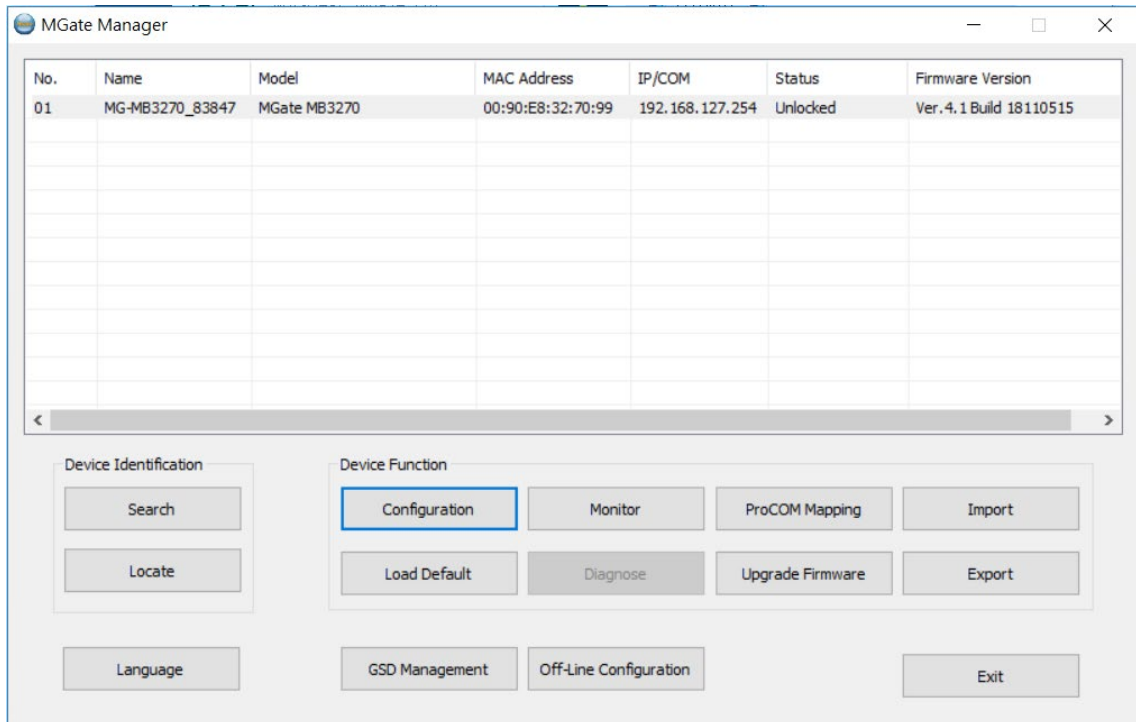 MGate Manager
No. Name Model MAC Address IP/COM Status Firmware Version
01 MG-MB3270_83847 MGate MB3270 00:90:E8:32:70:99 192.168.127.254 Unlocked Ver.4.1 Build 18110515
Device Identification
Search
Locate
Device Function
Configuration Monitor ProCOM Mapping Import
Load Default Diagnose Upgrade Firmware Export
Language GSD Management Off-Line Configuration Exit